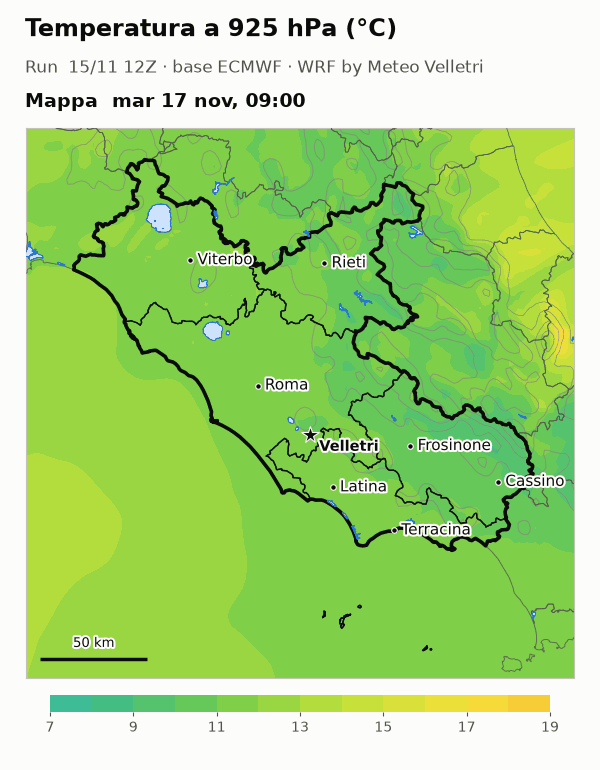 Temperatura a 925 hPa (°C)
Run  15/11 12Z · base ECMWF · WRF by Meteo Velletri
Mappa  mar 17 nov, 09:00
Viterbo
Rieti
Roma
Velletri
Frosinone
Latina
Cassino
Terracina
50 km
7 9 11 13 15 17 19